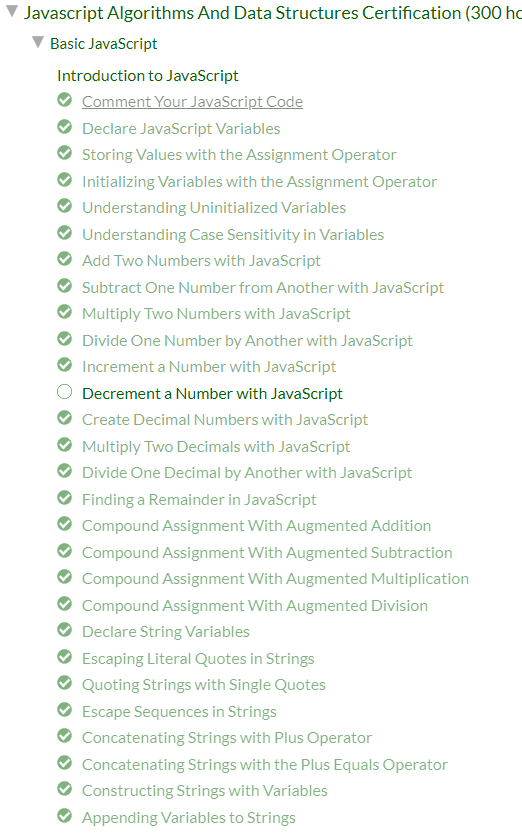 Javascript Algorithms And Data Structures Certification (300 ho
Basic JavaScript
Introduction to JavaScript
Comment Your JavaScript Code
Declare JavaScript Variables
Storing Values with the Assignment Operator
Initializing Variables with the Assignment Operator
Understanding Uninitialized Variables
Understanding Case Sensitivity in Variables
Add Two Numbers with JavaScript
Subtract One Number from Another with JavaScript
Multiply Two Numbers with JavaScript
Divide One Number by Another with JavaScript
Increment a Number with JavaScript
Decrement a Number with JavaScript
Create Decimal Numbers with JavaScript
Multiply Two Decimals with JavaScript
Divide One Decimal by Another with JavaScript
Finding a Remainder in JavaScript
Compound Assignment With Augmented Addition
Compound Assignment With Augmented Subtraction
Compound Assignment With Augmented Multiplication
Compound Assignment With Augmented Division
Declare String Variables
Escaping Literal Quotes in Strings
Quoting Strings with Single Quotes
Escape Sequences in Strings
Concatenating Strings with Plus Operator
Concatenating Strings with the Plus Equals Operator
Constructing Strings with Variables
Appending Variables to Strings